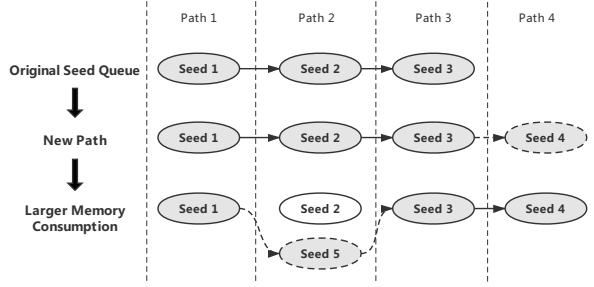 Path 1 Path 2 Path 3 Path 4
Original Seed Queue Seed 1 Seed 2 Seed 3
New Path Seed 1 Seed 2 Seed 3 Seed 4
Larger Memory
Consumption Seed 1 Seed 2 Seed 3 Seed 4
Seed 5